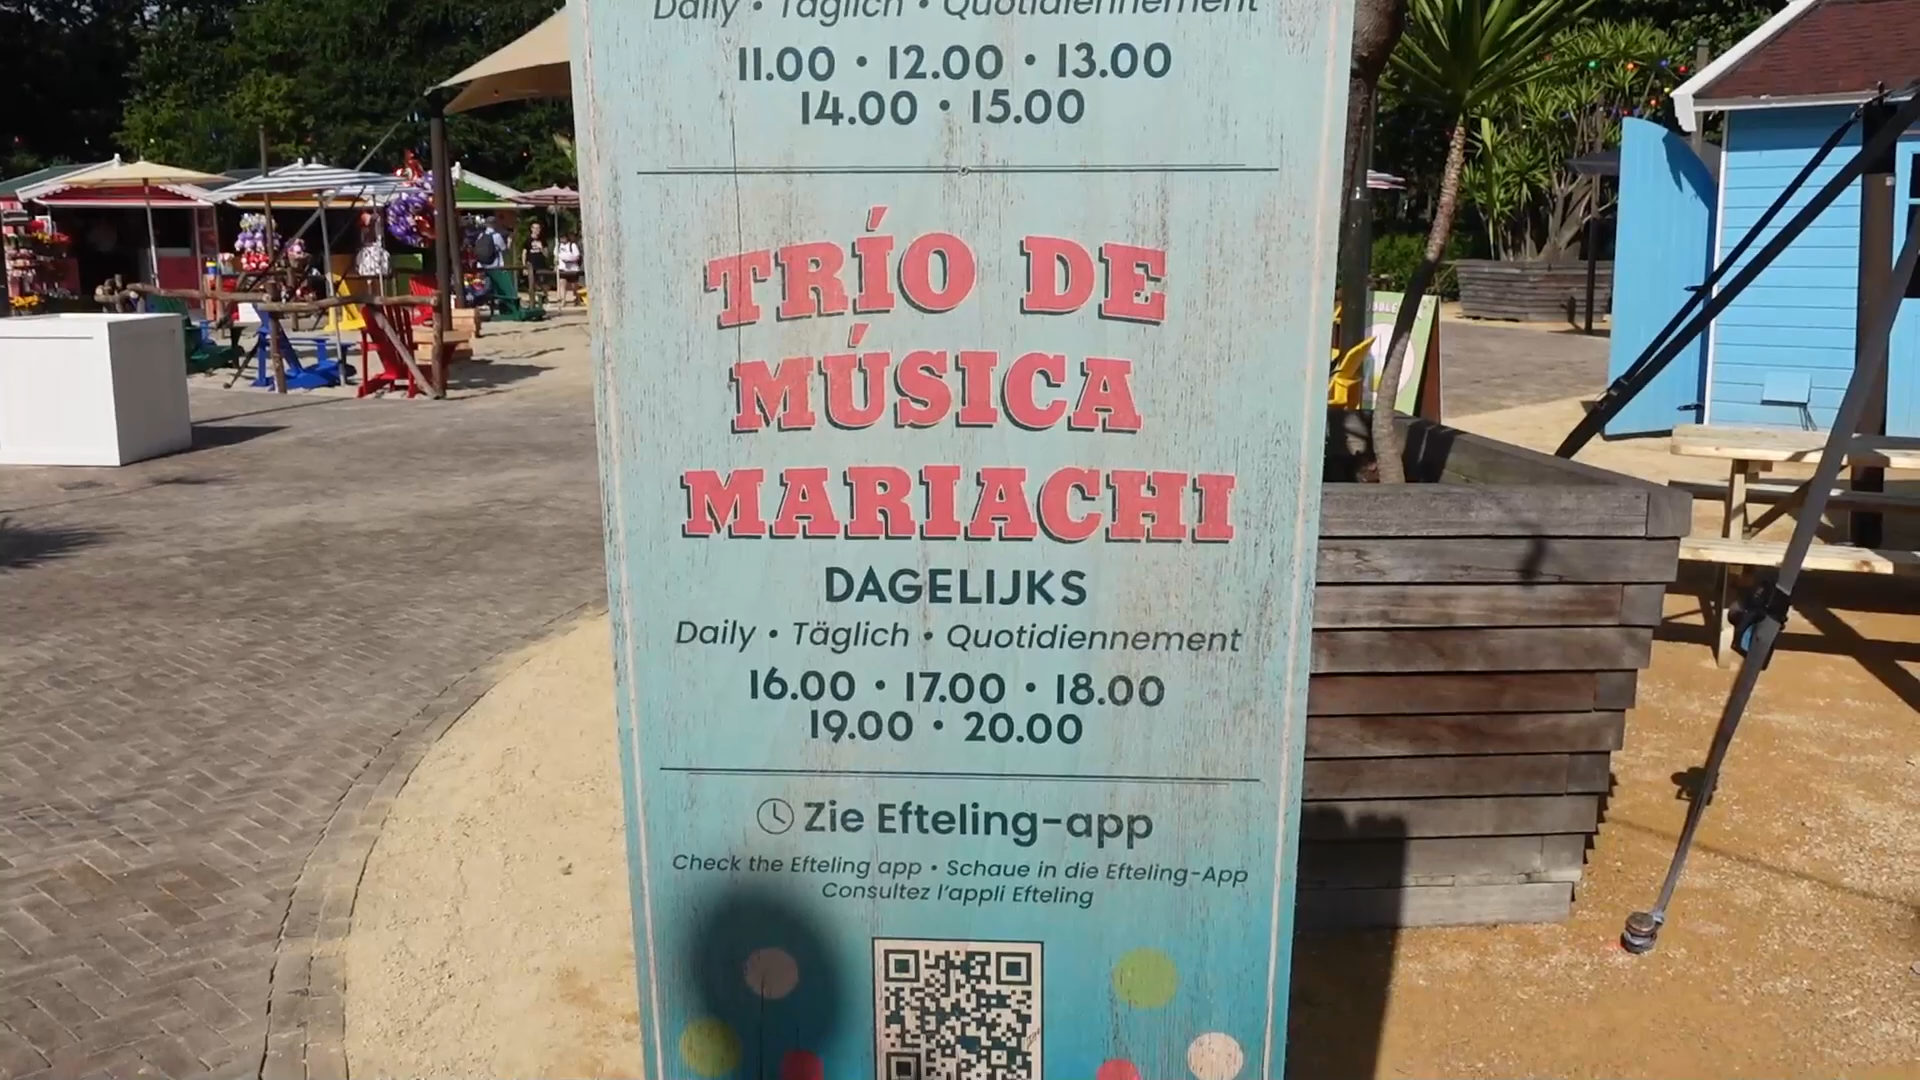 Daily • Täglich • Quotidiennement
11.00 • 12.00 • 13.00
14.00 • 15.00
TRÍO DE
MÚSICA
MARIACHI
DAGELIJKS
Daily • Täglich • Quotidiennement
16.00 • 17.00 • 18.00
19.00 • 20.00
Zie Efteling-app
Check the Efteling app • Schaue in die Efteling-App
Consultez l'appli Efteling